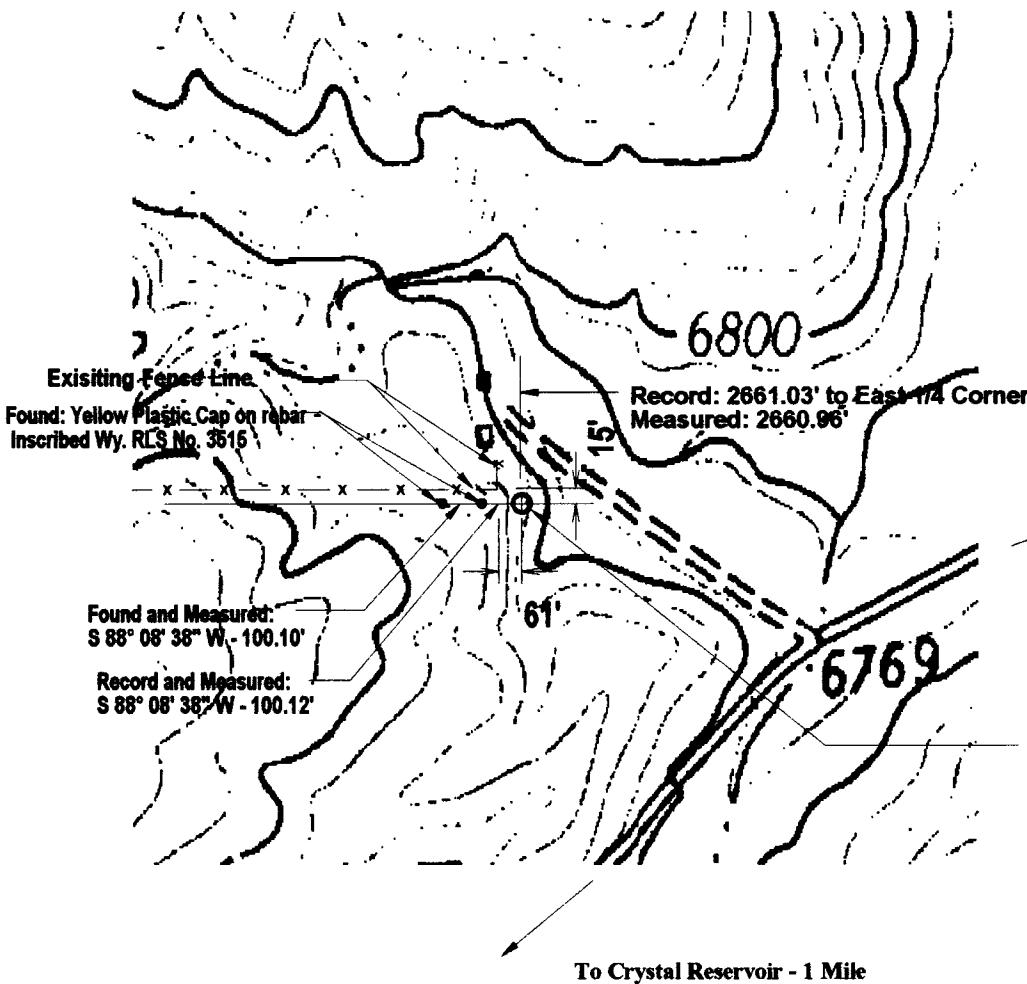 6800
Exisiting Fence Line
Record: 2661.03' to East 1/4 Corner
Measured: 2660.96'
Found: Yellow Plastic Cap on rebar
Inscribed Wy. RLS No. 3515
15'
x x x x x x
61'
Found and Measured:
S 88° 08' 38" W - 100.10'
6769
Record and Measured:
S 88° 08' 38" W - 100.12'
To Crystal Reservoir - 1 Mile